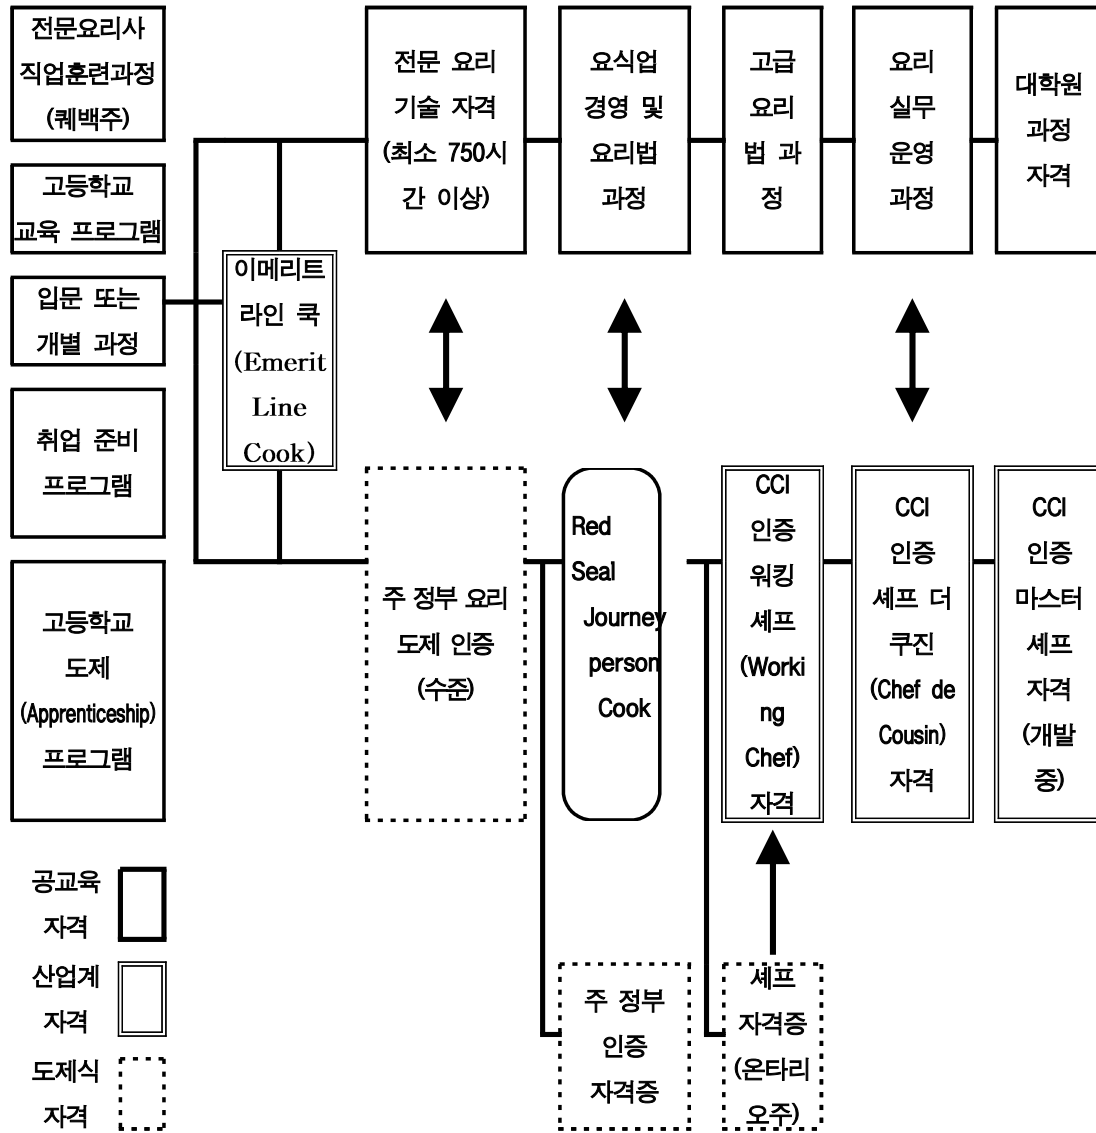 전문요리사
직업훈련과정
(퀘백주)
고등학교
교육 프로그램
입문 또는
개별 과정
취업 준비
프로그램
고등학교
도제
(Apprenticeship)
프로그램
이메리트
라인 쿡
(Emerit
Line
Cook)
전문 요리
기술 자격
(최소 750시
간 이상)
요식업
경영 및
요리법
과정
고급
요리
법 과
정
요리
실무
운영
과정
대학원
과정
자격
주 정부 요리
도제 인증
(수준)
Red
Seal
Journey
person
Cook
CCI
인증
워킹
셰프
(Worki
ng
Chef)
자격
CCI
인증
셰프 더
쿠진
(Chef de
Cousin)
자격
CCI
인증
마스터
셰프
자격
(개발
중)
주 정부
인증
자격증
셰프
자격증
(온타리
오주)
공교육
자격
산업계
자격
도제식
자격